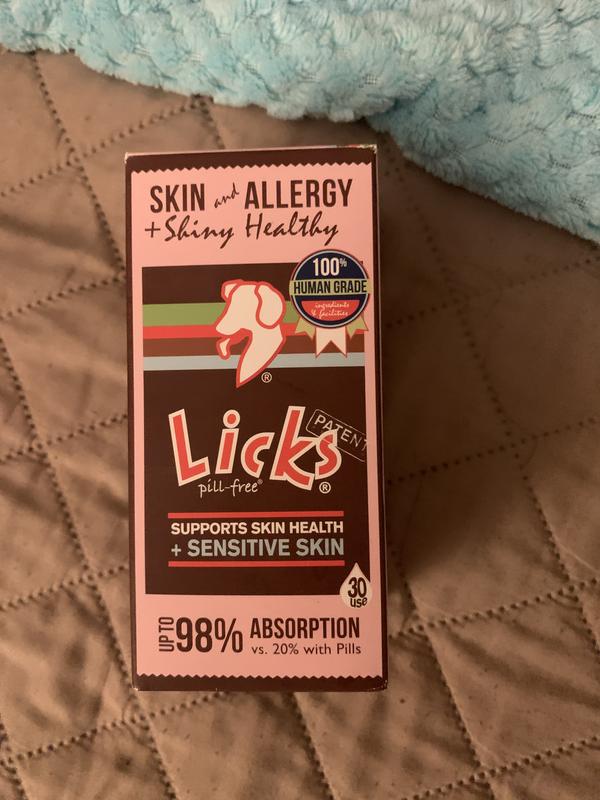 SKIN and ALLERGY
+Shiny Healthy
100%
HUMAN GRADE
ingredients
& facilities
®
Licks®
PATENT
pill-free®
SUPPORTS SKIN HEALTH
+ SENSITIVE SKIN
30
use
UP TO 98% ABSORPTION
vs. 20% with Pills